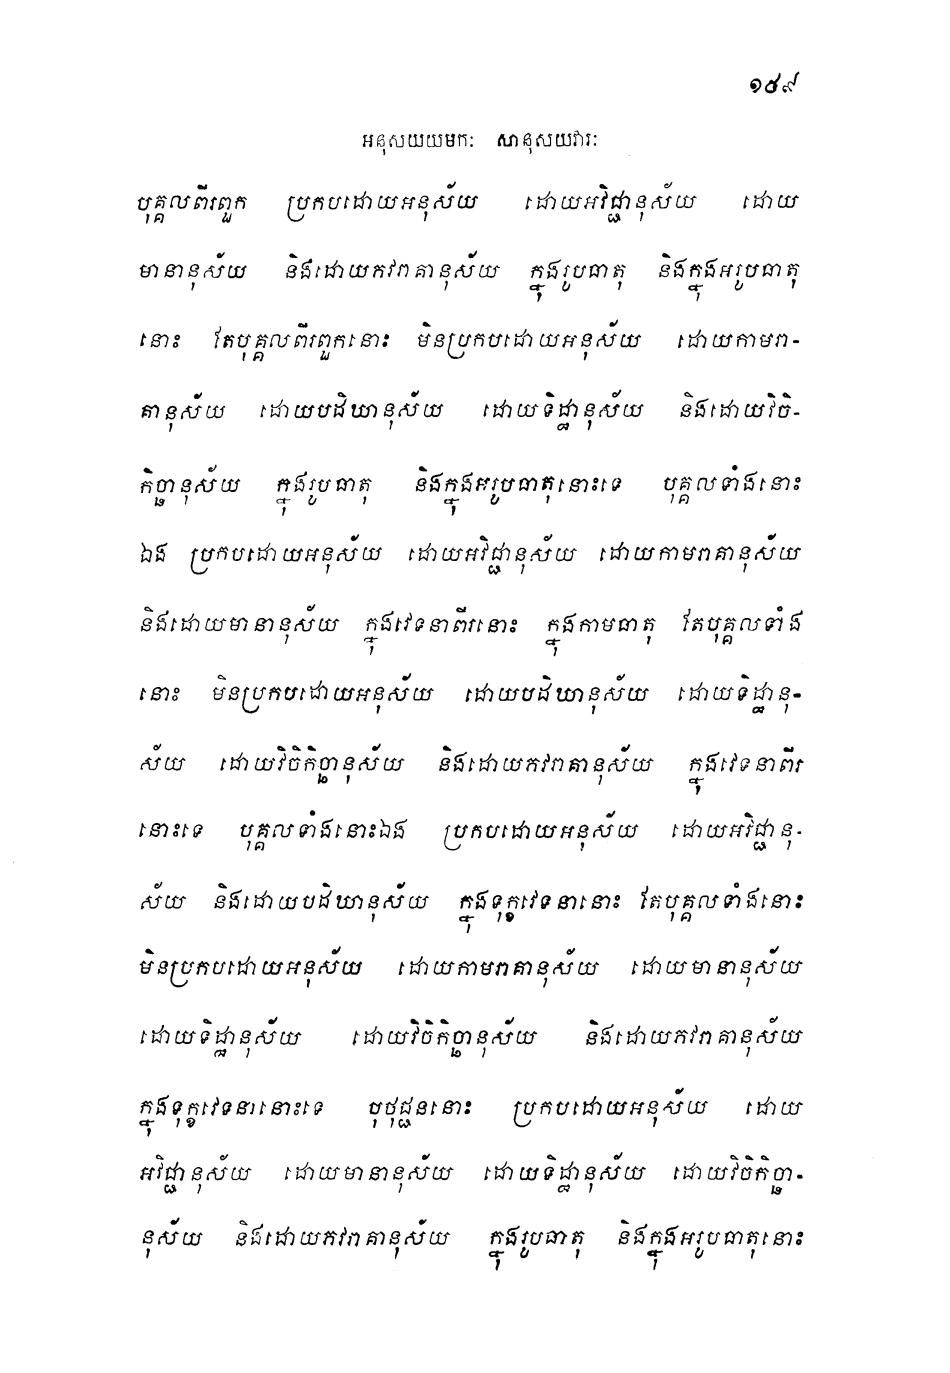 ១៥៩
អនុសយយមកៈ សានុសយវារៈ
បុគ្គលពីរពួក ប្រកបដោយអនុស័យ ដោយអវិជ្ជានុស័យ ដោយ
មានានុស័យ និងដោយភវរាគានុស័យ ក្នុងរូបធាតុ និងក្នុងអរូបធាតុ
នោះ តែបុគ្គលពីរពួកនោះ មិនប្រកបដោយអនុស័យ ដោយកាមរា-
គានុស័យ ដោយបដិឃានុស័យ ដោយទិដ្ឋានុស័យ និងដោយវិចិ-
កិច្ឆានុស័យ ក្នុងរូបធាតុ និងក្នុងអរូបធាតុនោះទេ បុគ្គលទាំងនោះ
ឯង ប្រកបដោយអនុស័យ ដោយអវិជ្ជានុស័យ ដោយកាមរាគានុស័យ
និងដោយមានានុស័យ ក្នុងវេទនាពីរនោះ ក្នុងកាមធាតុ តែបុគ្គលទាំង
នោះ មិនប្រកបដោយអនុស័យ ដោយបដិឃានុស័យ ដោយទិដ្ឋានុ-
ស័យ ដោយវិចិកិច្ឆានុស័យ និងដោយភវរាគានុស័យ ក្នុងវេទនាពីរ
នោះទេ បុគ្គលទាំងនោះឯង ប្រកបដោយអនុស័យ ដោយអវិជ្ជានុ-
ស័យ និងដោយបដិឃានុស័យ ក្នុងទុក្ខវេទនានោះ តែបុគ្គលទាំងនោះ
មិនប្រកបដោយអនុស័យ ដោយកាមរាគានុស័យ ដោយមានានុស័យ
ដោយទិដ្ឋានុស័យ ដោយវិចិកិច្ឆានុស័យ និងដោយភវរាគានុស័យ
ក្នុងទុក្ខវេទនានោះទេ បុថុជ្ជននោះ ប្រកបដោយអនុស័យ ដោយ
អវិជ្ជានុស័យ ដោយមានានុស័យ ដោយទិដ្ឋានុស័យ ដោយវិចិកិច្ឆា-
នុស័យ និងដោយភវរាគានុស័យ ក្នុងរូបធាតុ និងក្នុងអរូបធាតុនោះ